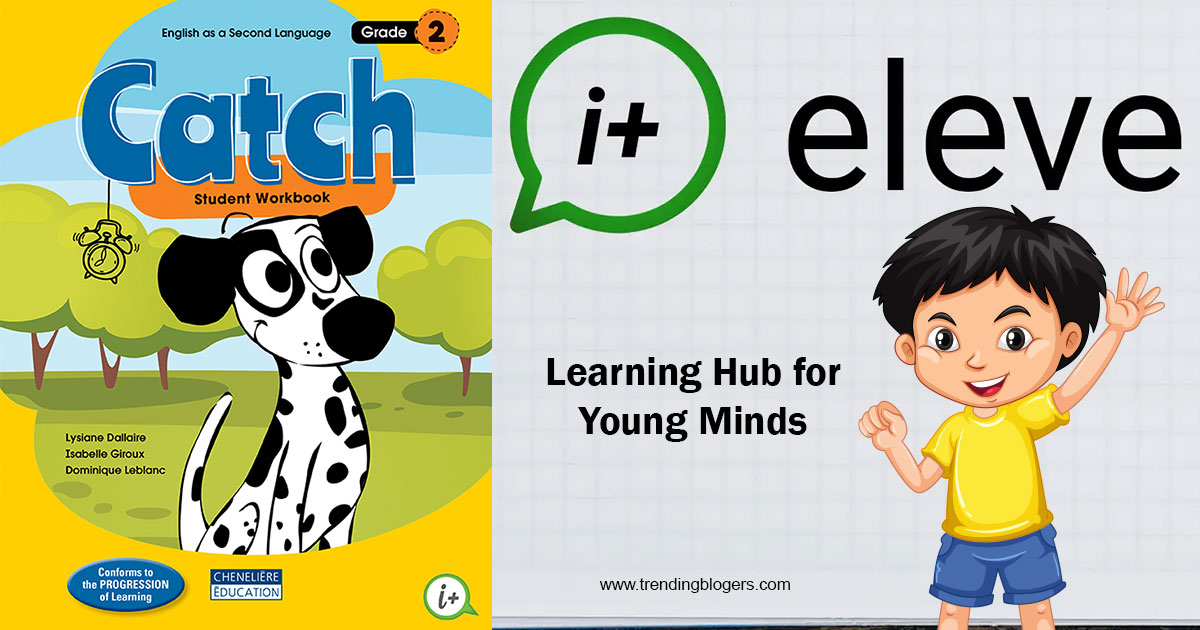 English as a Second Language
Grade 2
Catch
Student Workbook
Lysiane Dallaire
Isabelle Giroux
Dominique Leblanc
Conforms to
the PROGRESSION
of Learning
CHENELIÈRE
ÉDUCATION
i+
i+ eleve
Learning Hub for
Young Minds
www.trendingblogers.com